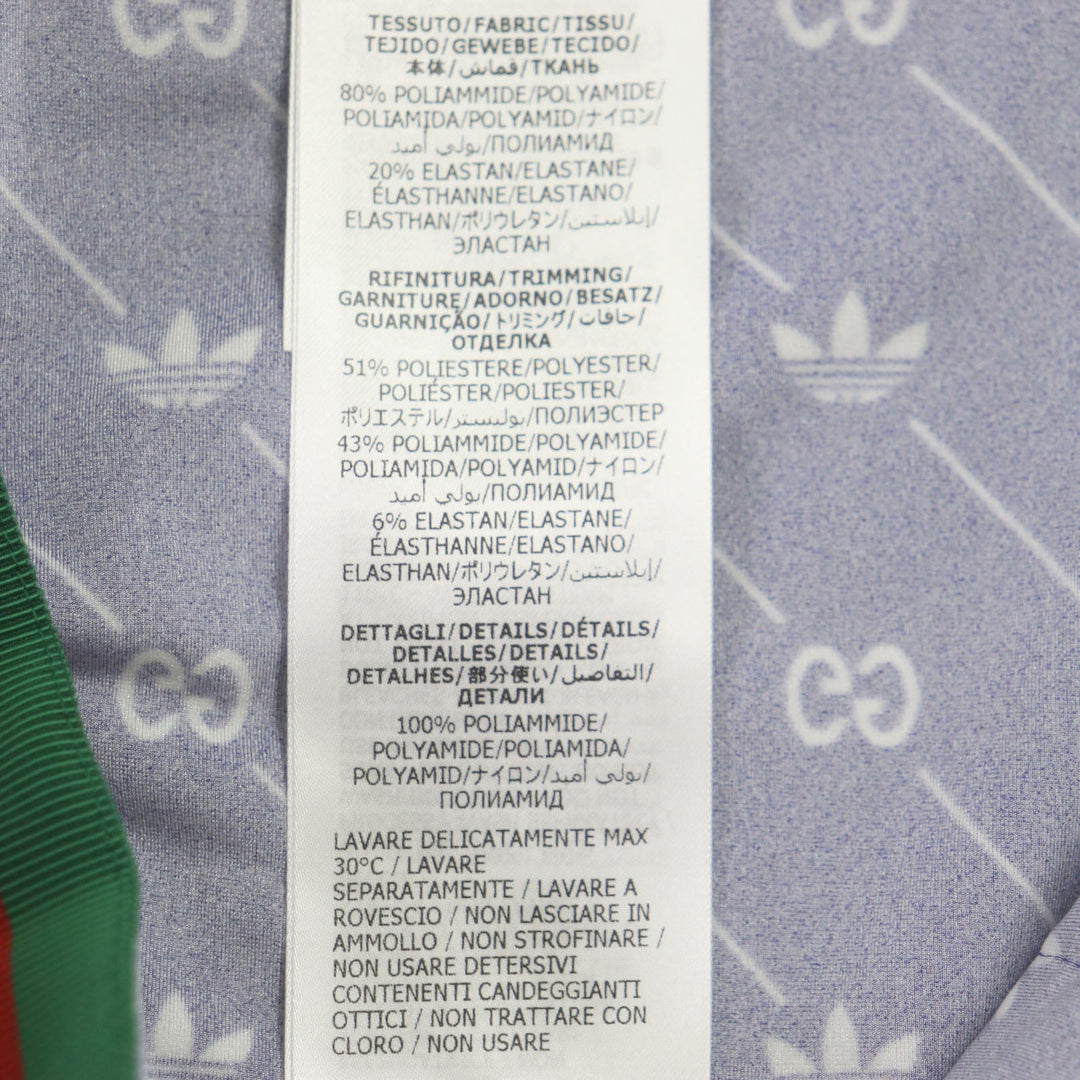 TESSUTO/FABRIC/TISSU/
TEJIDO/GEWEBE/TECIDO/
本体/قماش/ТКАНЬ
80% POLIAMMIDE/POLYAMIDE/
POLIAMIDA/POLYAMID/ナイロン/
بولي أميد/ПОЛИАМИД
20% ELASTAN/ELASTANE/
ÉLASTHANNE/ELASTANO/
ELASTHAN/ポリウレタン/إيلاستين/
ЭЛАСТАН
RIFINITURA/TRIMMING/
GARNITURE/ADORNO/BESATZ/
GUARNIÇÃO/トリミング/حافات/
ОТДЕЛКА
51% POLIESTERE/POLYESTER/
POLIÉSTER/POLIESTER/
ポリエステル/بوليستر/ПОЛИЭСТЕР
43% POLIAMMIDE/POLYAMIDE/
POLIAMIDA/POLYAMID/ナイロン/
بولي أميد/ПОЛИАМИД
6% ELASTAN/ELASTANE/
ÉLASTHANNE/ELASTANO/
ELASTHAN/ポリウレタン/إيلاستين/
ЭЛАСТАН
DETTAGLI/DETAILS/DÉTAILS/
DETALLES/DETAILS/
DETALHES/部分使い/التفاصيل/
ДЕТАЛИ
100% POLIAMMIDE/
POLYAMIDE/POLIAMIDA/
POLYAMID/ナイロン/بولي أميد/
ПОЛИАМИД
LAVARE DELICATAMENTE MAX
30°C / LAVARE
SEPARATAMENTE / LAVARE A
ROVESCIO / NON LASCIARE IN
AMMOLLO / NON STROFINARE /
NON USARE DETERSIVI
CONTENENTI CANDEGGIANTI
OTTICI / NON TRATTARE CON
CLORO / NON USARE